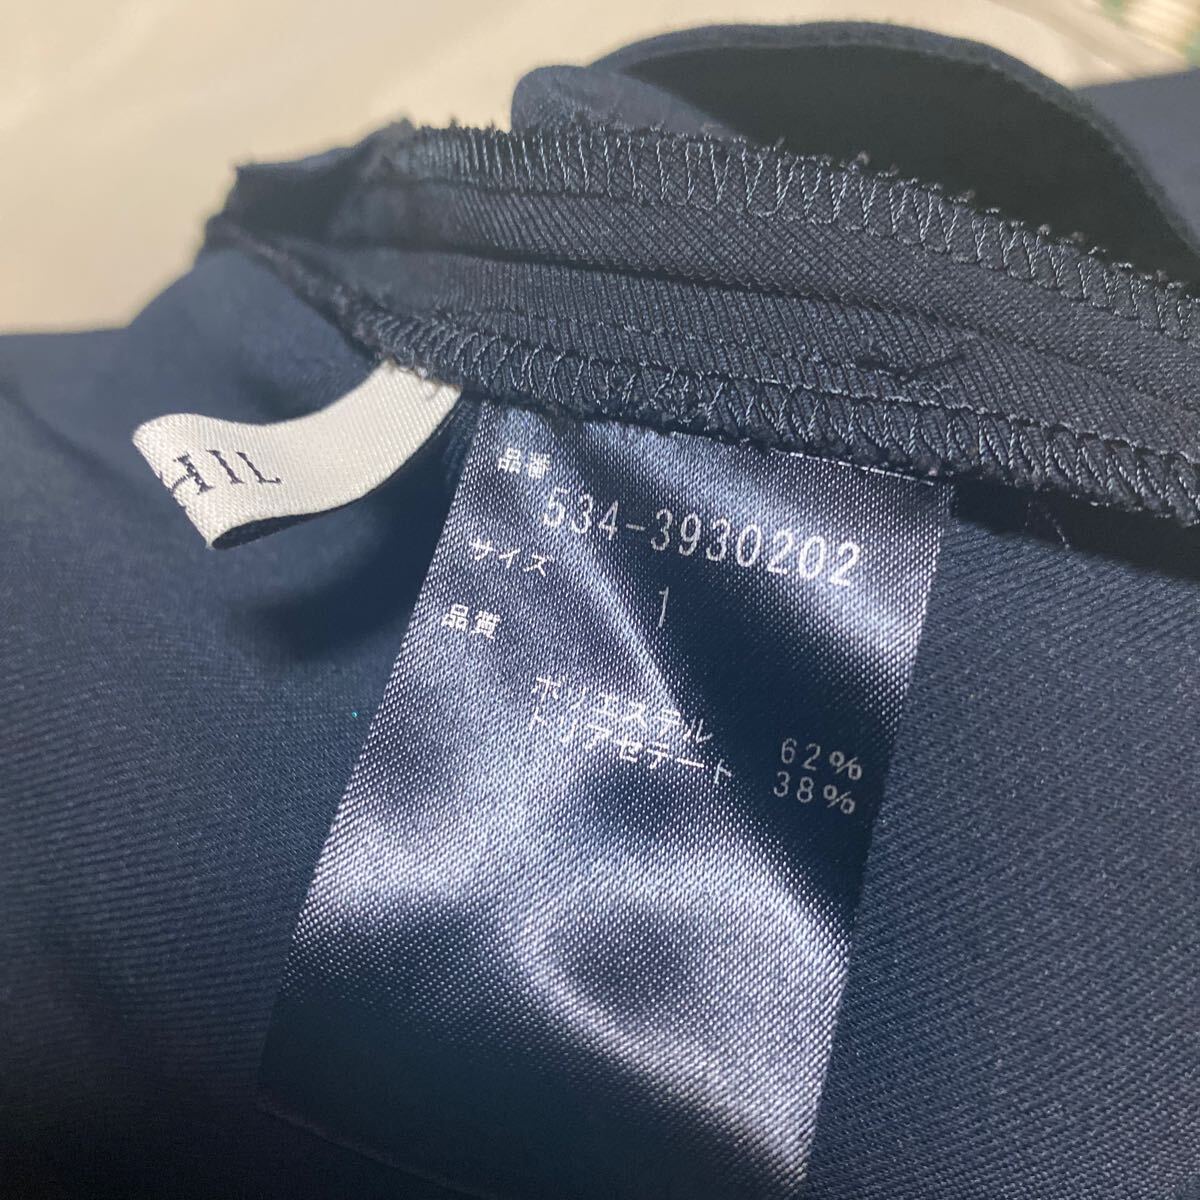 品番
534-3930202
サイズ 1
品質
ポリエステル 62%
トリアセテート 38%